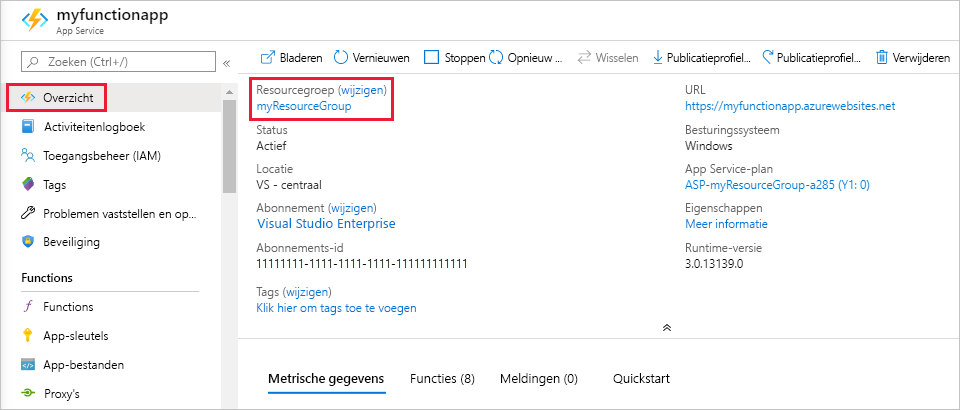 myfunctionapp
App Service
Zoeken (Ctrl+/)
Overzicht
Activiteitenlogboek
Toegangsbeheer (IAM)
Tags
Problemen vaststellen en op...
Beveiliging
Functions
Functions
App-sleutels
App-bestanden
Proxy's
Bladeren
Vernieuwen
Stoppen
Opnieuw ...
Wisselen
Publicatieprofiel...
Publicatieprofiel...
Verwijderen
Resourcegroep (wijzigen)
myResourceGroup
Status
Actief
Locatie
VS - centraal
Abonnement (wijzigen)
Visual Studio Enterprise
Abonnements-id
11111111-1111-1111-1111-111111111111
Tags (wijzigen)
Klik hier om tags toe te voegen
URL
https://myfunctionapp.azurewebsites.net
Besturingssysteem
Windows
App Service-plan
ASP-myResourceGroup-a285 (Y1: 0)
Eigenschappen
Meer informatie
Runtime-versie
3.0.13139.0
Metrische gegevens
Functies (8)
Meldingen (0)
Quickstart